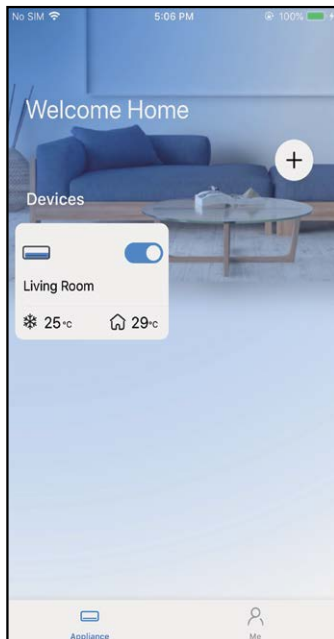 No SIM 5:06 PM 100%
Welcome Home
+
Devices
Living Room
25°C 29°C
Appliance Me